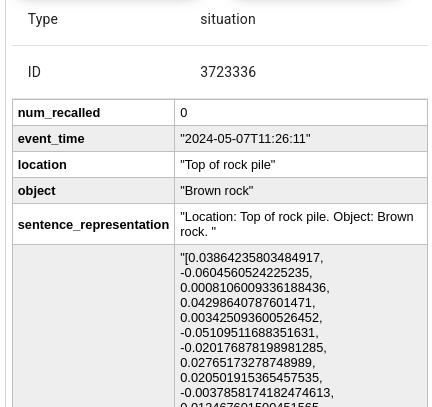 Type situation
ID 3723336
num_recalled 0
event_time "2024-05-07T11:26:11"
location "Top of rock pile"
object "Brown rock"
sentence_representation "Location: Top of rock pile. Object: Brown
rock. "
"[0.03864235803484917,
-0.0604560524225235,
0.0008106009336188436,
0.04298640787601471,
0.003425093600526452,
-0.05109511688351631,
-0.020176878198981285,
0.02765173278748989,
0.020501915365457535,
-0.0037858174182474613,